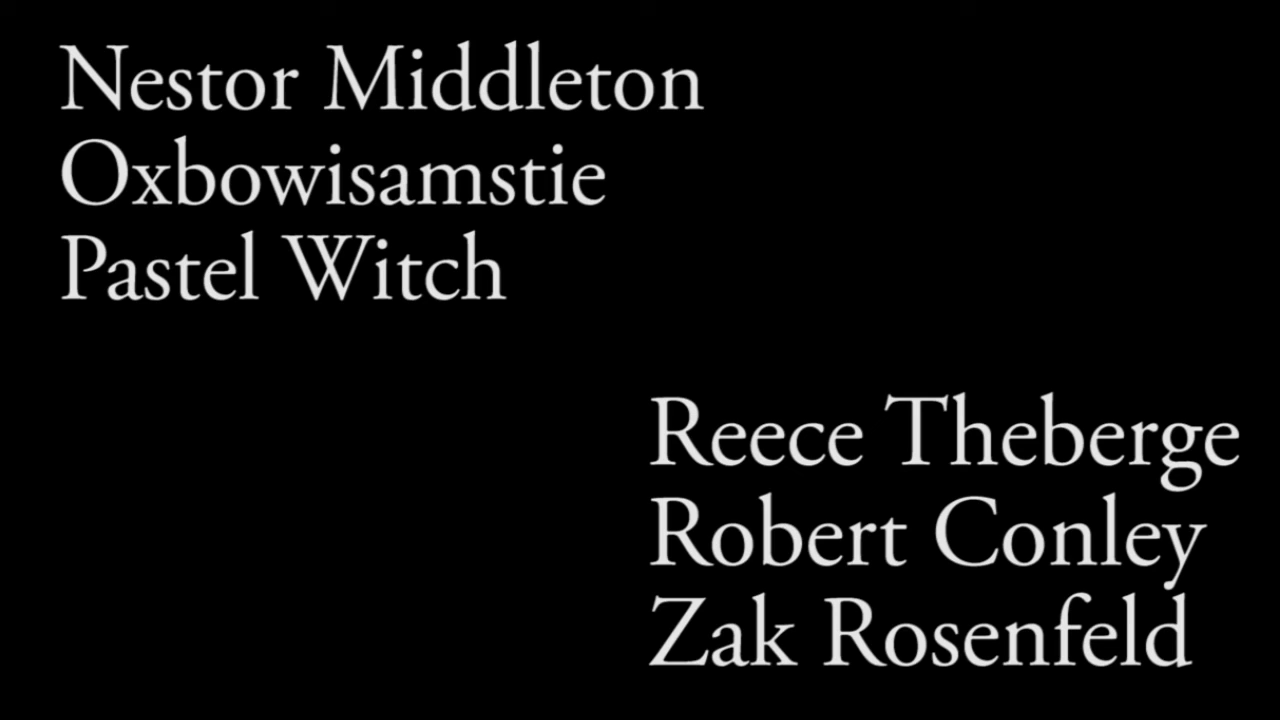 Nestor Middleton
Oxbowisamstie
Pastel Witch
Reece Theberge
Robert Conley
Zak Rosenfeld